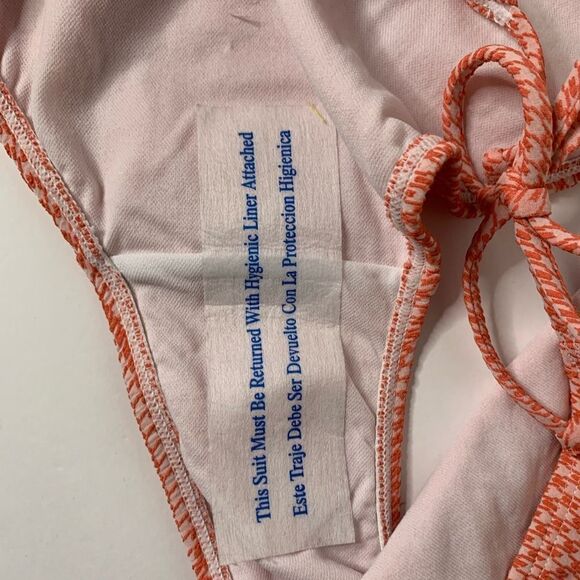 This Suit Must Be Returned With Hygienic Liner Attached
Este Traje Debe Ser Devuelto Con La Proteccion Higienica